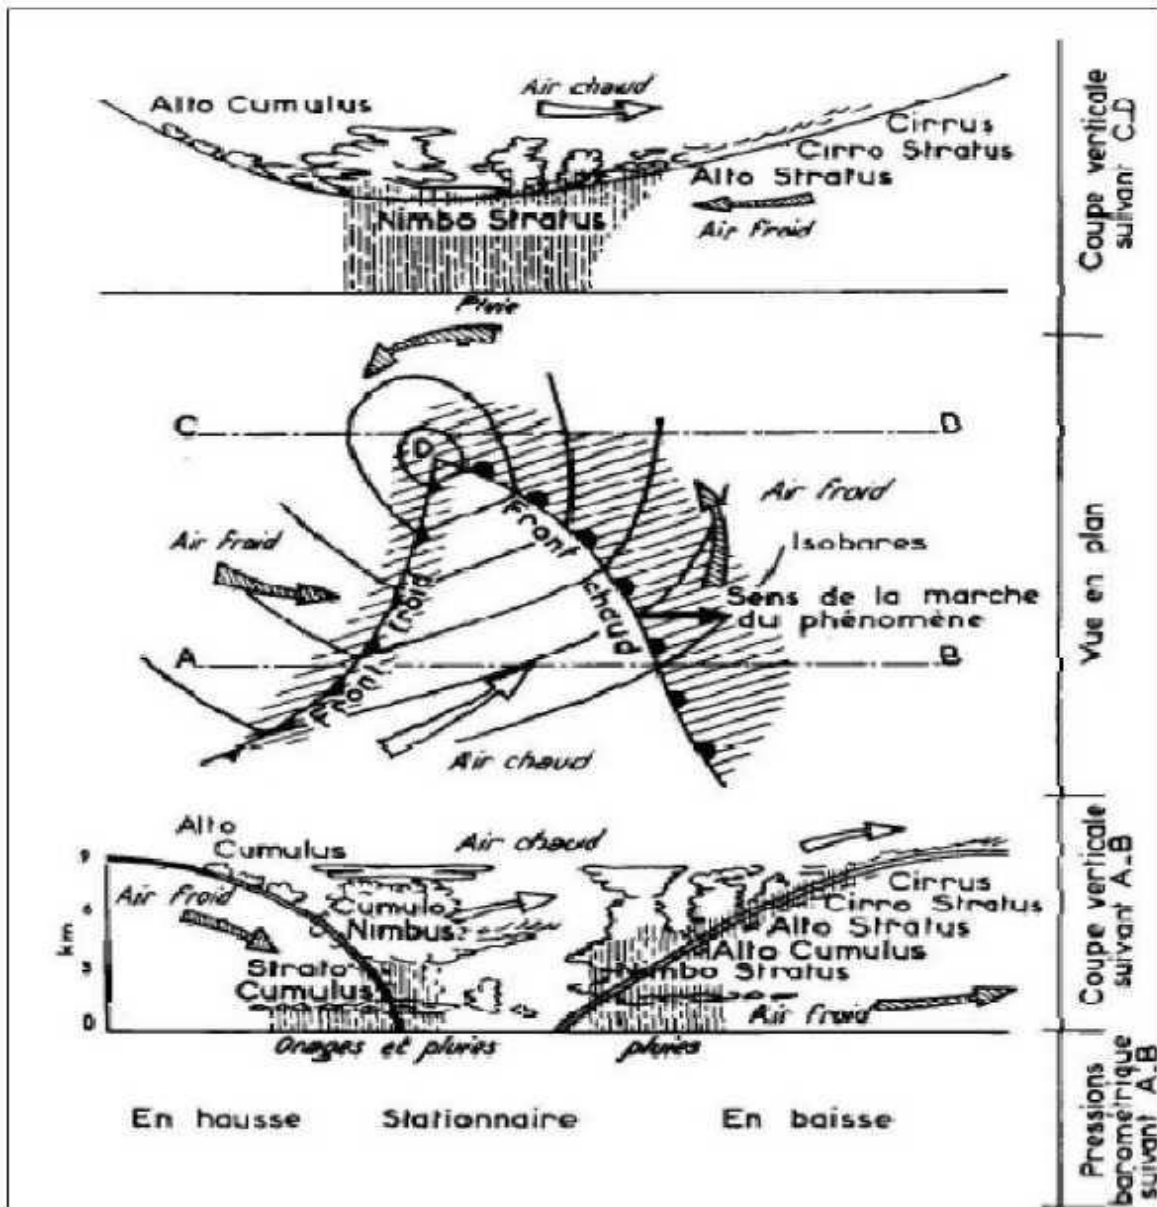 Air chaud
Alto Cumulus
Cirrus
Cirro Stratus
Alto Stratus
Nimbo Stratus
Air froid
Pluie
Coupe verticale
suivant C_D
C
D
D
Air froid
Air froid
Front
Isobares
chaud
froid
Sens de la marche
du phénomène
A
B
Front
Air chaud
Vue en plan
Alto
Cumulus
Air chaud
9
Cirrus
Air froid
Cumulo
Cirro Stratus
6
Nimbus
Alto Stratus
km
Alto Cumulus
3
Strato
Nimbo Stratus
Cumulus
Air froid
0
Orages et pluies
pluies
Coupe verticale
suivant A_B
En hausse
Stationnaire
En baisse
Pressions
barométrique
suivant A_B